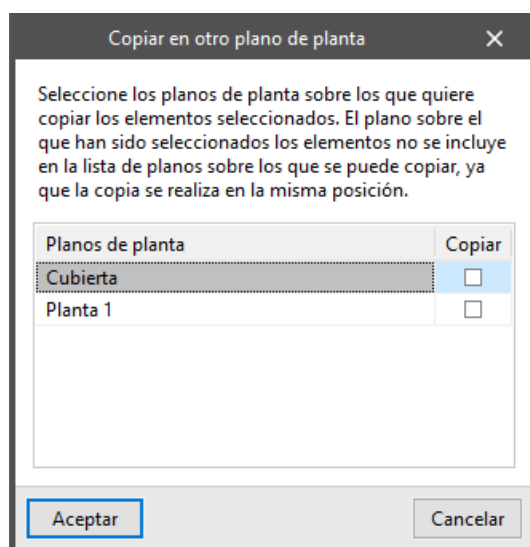 Copiar en otro plano de planta
Seleccione los planos de planta sobre los que quiere
copiar los elementos seleccionados. El plano sobre el
que han sido seleccionados los elementos no se incluye
en la lista de planos sobre los que se puede copiar, ya
que la copia se realiza en la misma posición.
Planos de planta Copiar
Cubierta
Planta 1
Aceptar Cancelar